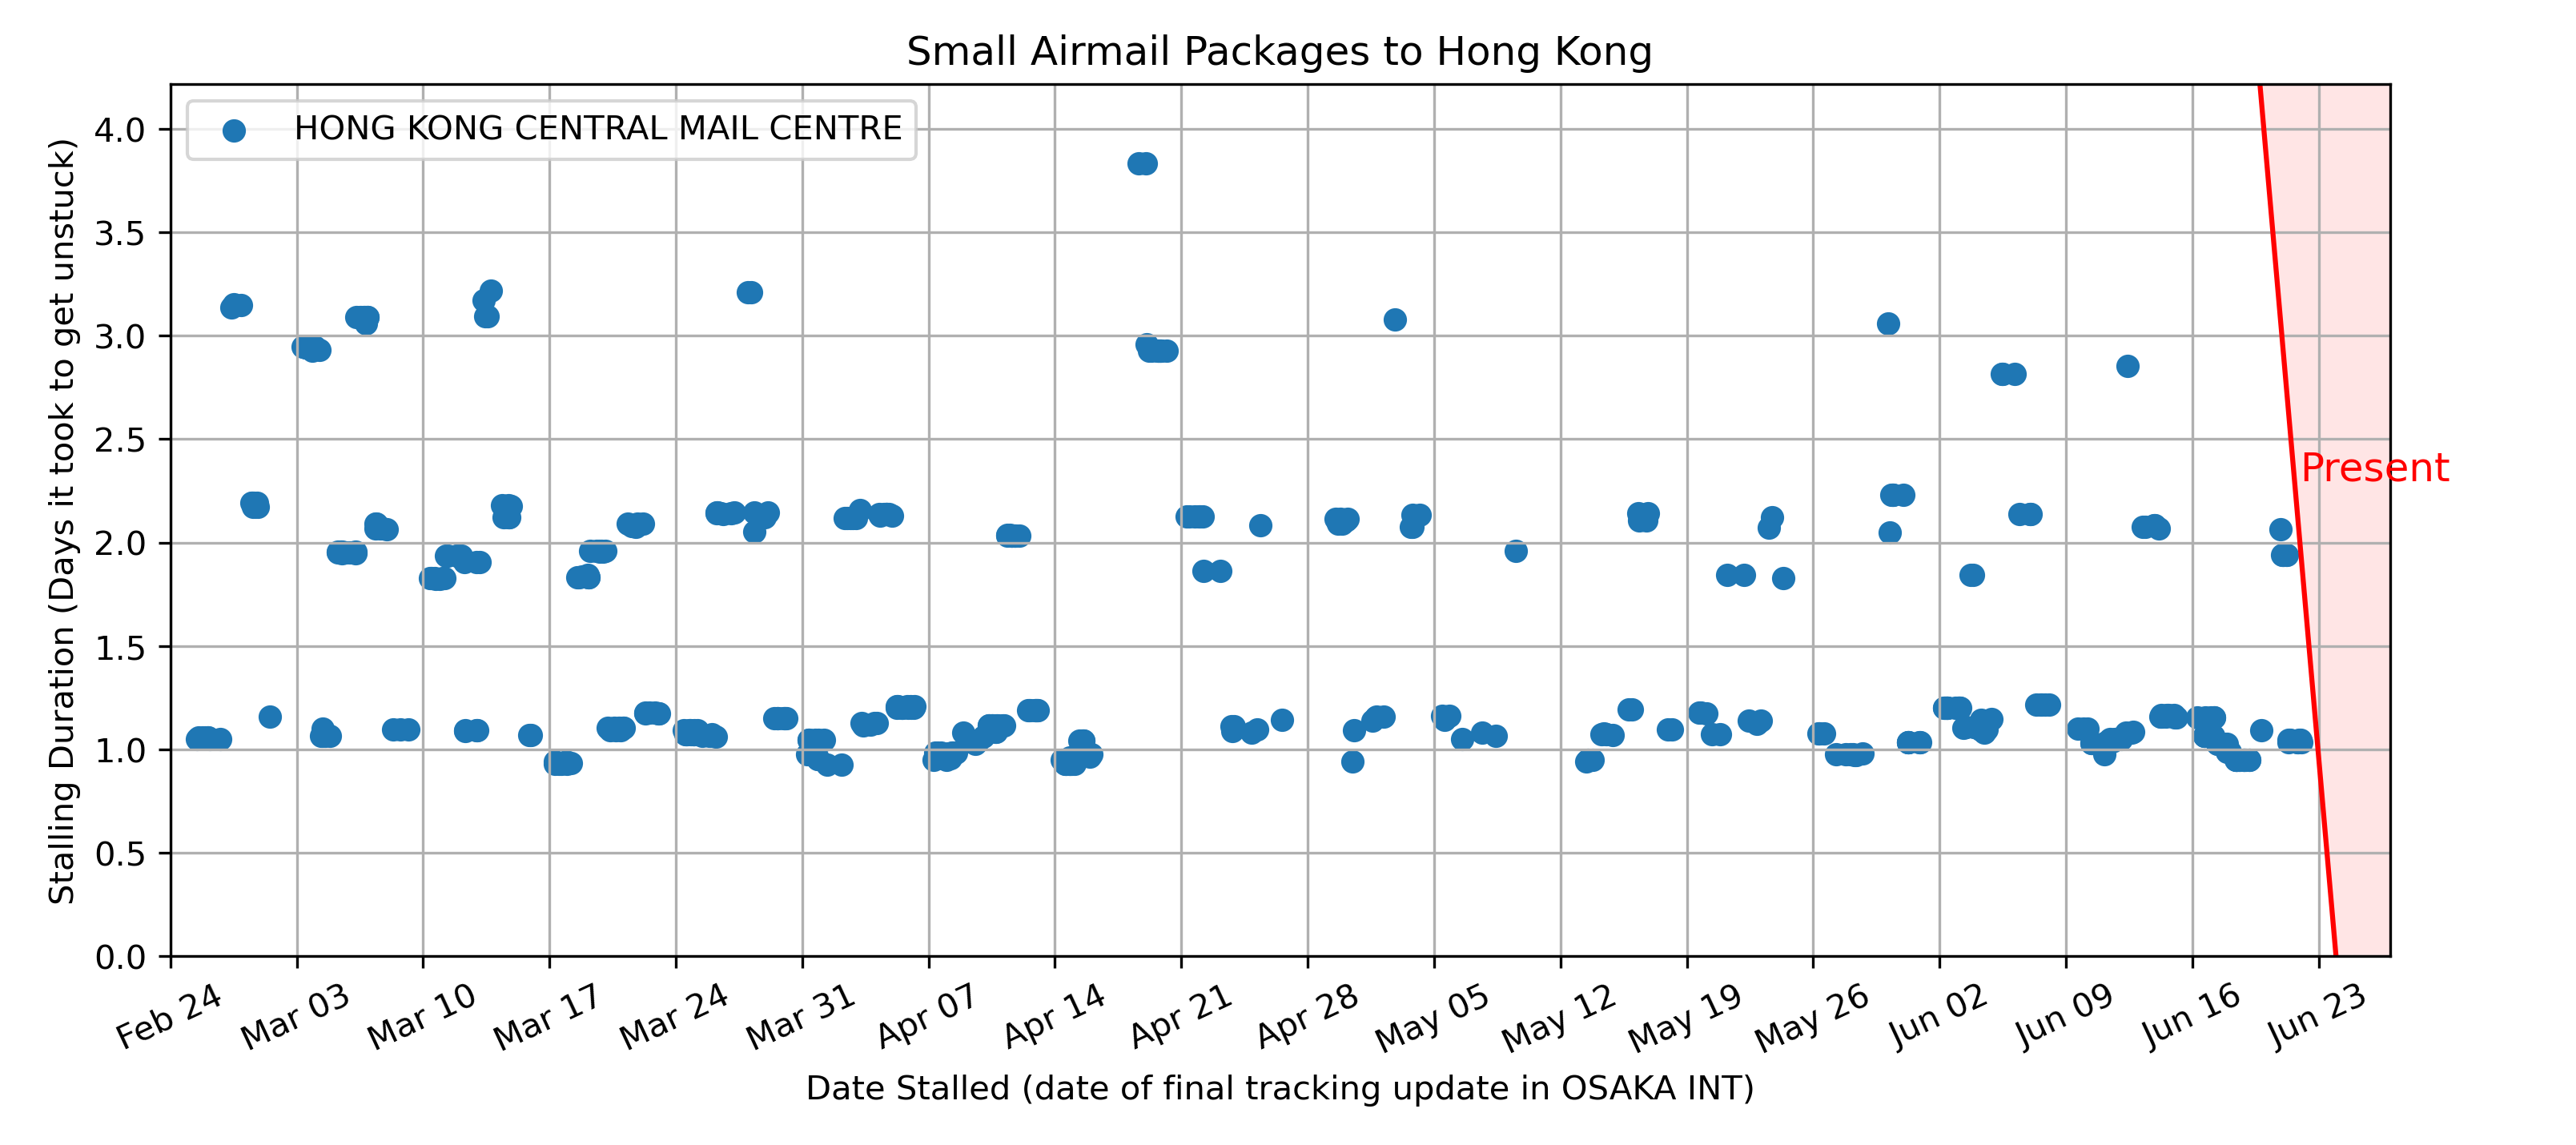 Small Airmail Packages to Hong Kong
HONG KONG CENTRAL MAIL CENTRE
Stalling Duration (Days it took to get unstuck)
4.0
3.5
3.0
2.5
2.0
1.5
1.0
0.5
0.0
Present
Feb 24
Mar 03
Mar 10
Mar 17
Mar 24
Mar 31
Apr 07
Apr 14
Apr 21
Apr 28
May 05
May 12
May 19
May 26
Jun 02
Jun 09
Jun 16
Jun 23
Date Stalled (date of final tracking update in OSAKA INT)